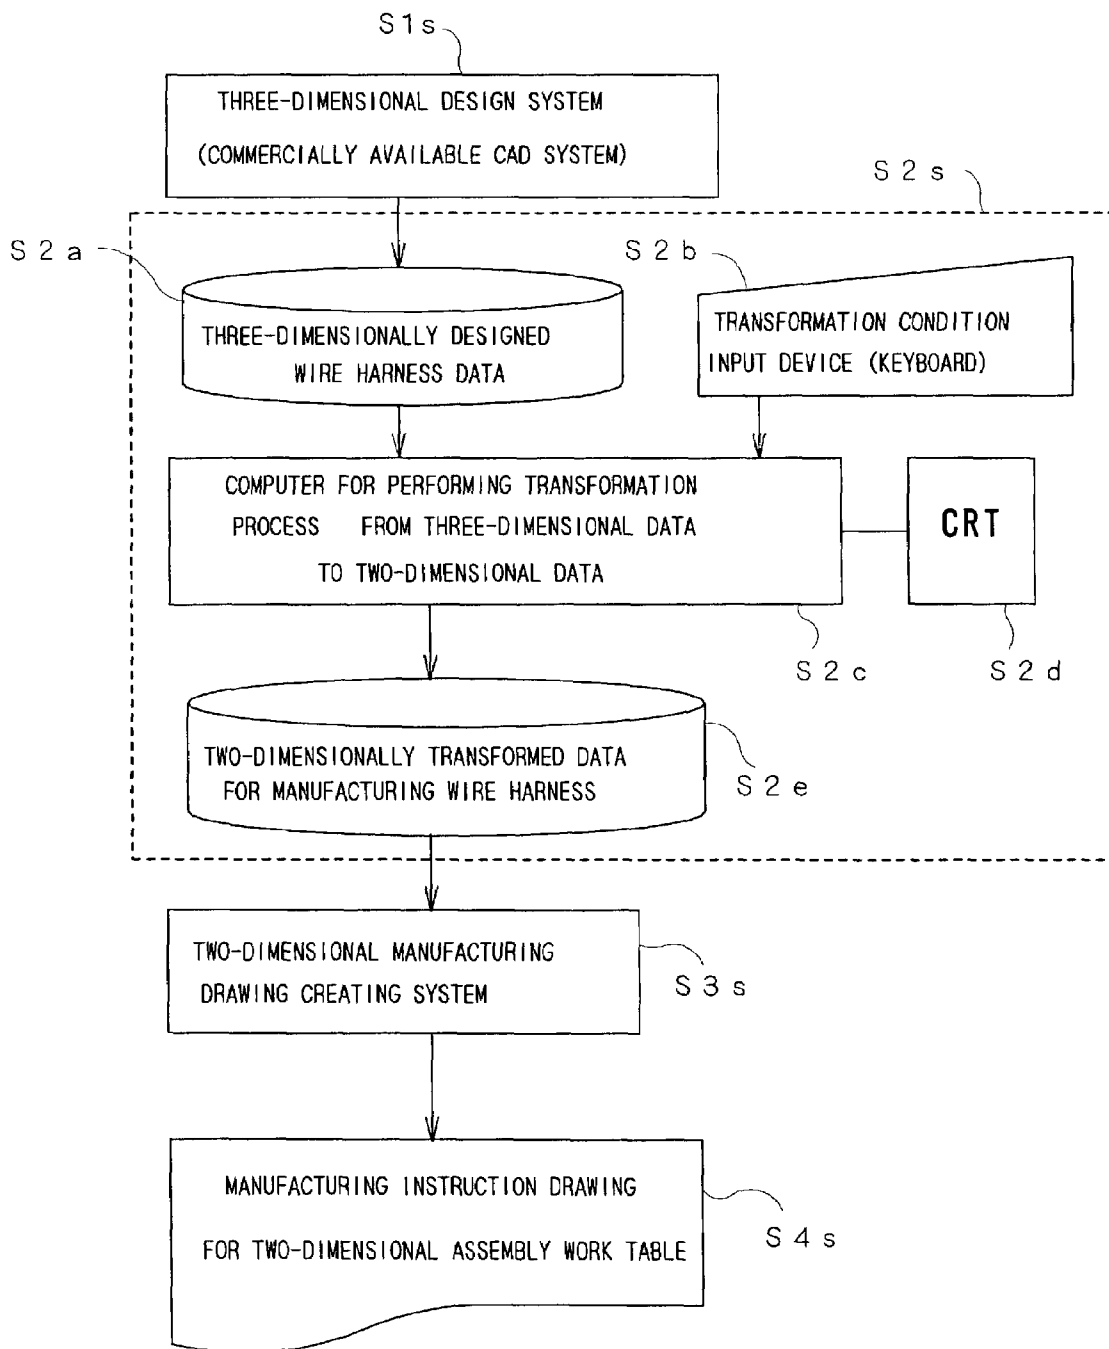 S1s
THREE-DIMENSIONAL DESIGN SYSTEM
(COMMERCIALLY AVAILABLE CAD SYSTEM)
S2s
S2a
S2b
THREE-DIMENSIONALLY DESIGNED
WIRE HARNESS DATA
TRANSFORMATION CONDITION
INPUT DEVICE (KEYBOARD)
COMPUTER FOR PERFORMING TRANSFORMATION
PROCESS FROM THREE-DIMENSIONAL DATA
TO TWO-DIMENSIONAL DATA
CRT
S2c
S2d
TWO-DIMENSIONALLY TRANSFORMED DATA
FOR MANUFACTURING WIRE HARNESS
S2e
TWO-DIMENSIONAL MANUFACTURING
DRAWING CREATING SYSTEM
S3s
MANUFACTURING INSTRUCTION DRAWING
FOR TWO-DIMENSIONAL ASSEMBLY WORK TABLE
S4s